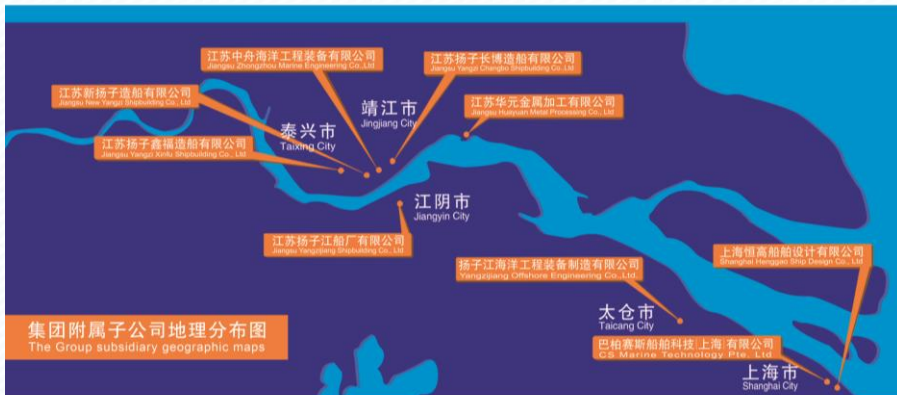 江苏中舟海洋工程装备有限公司
Jiangsu Zhongzhou Marine Engineering Co.,Ltd
江苏扬子长博造船有限公司
Jiangsu Yangzi Changbo Shipbuilding Co.,Ltd
江苏新扬子造船有限公司
Jiangsu New Yangzi Shipbuilding Co., Ltd
江苏华元金属加工有限公司
Jiangsu Huayuan Metal Processing Co., Ltd
靖江市
Jingjiang City
泰兴市
Taixing City
江苏扬子鑫福造船有限公司
Jiangsu Yangzi Xinfu Shipbuilding Co., Ltd
江阴市
Jiangyin City
江苏扬子江船厂有限公司
Jiangsu Yangzijiang Shipbuilding Co., Ltd
上海恒高船舶设计有限公司
Shanghai Henggao Ship Design Co., Ltd
扬子江海洋工程装备制造有限公司
Yangzijiang Offshore Engineering Co.,Ltd.
太仓市
Taicang City
集团附属子公司地理分布图
The Group subsidiary geographic maps
巴柏赛斯船舶科技|上海|有限公司
CS Marine Technology Pte. Ltd
上海市
Shanghai City